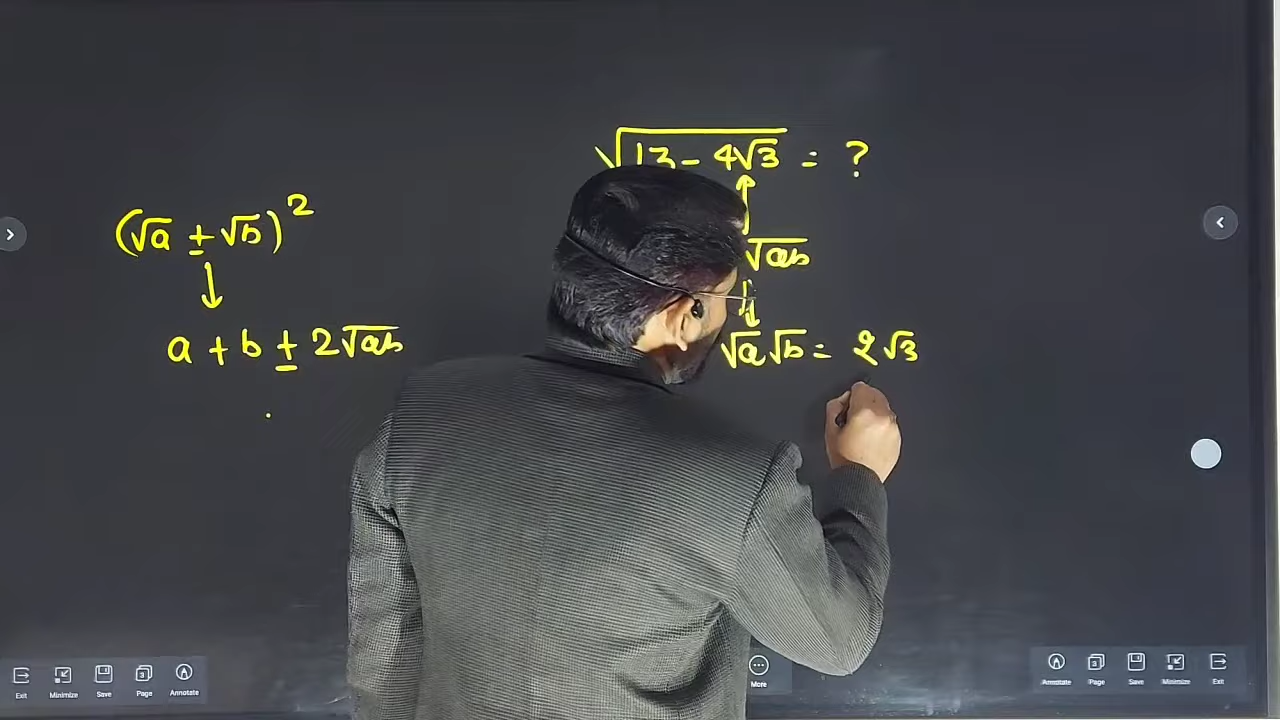 √13 - 4√3 = ?
(√a ± √b)²
√ab
a + b ± 2√ab
√a√b = 2√3
Exit
Minimize
Save
Page
Annotate
More
Annotate
Page
Save
Minimize
Exit